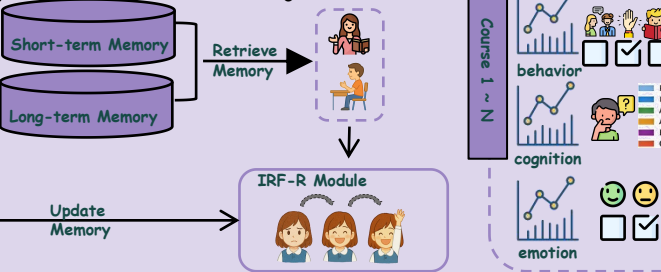 Short-term Memory
Long-term Memory
Retrieve
Memory
IRF-R Module
Update
Memory
Course 1 ~ N
behavior
?
cognition
emotion